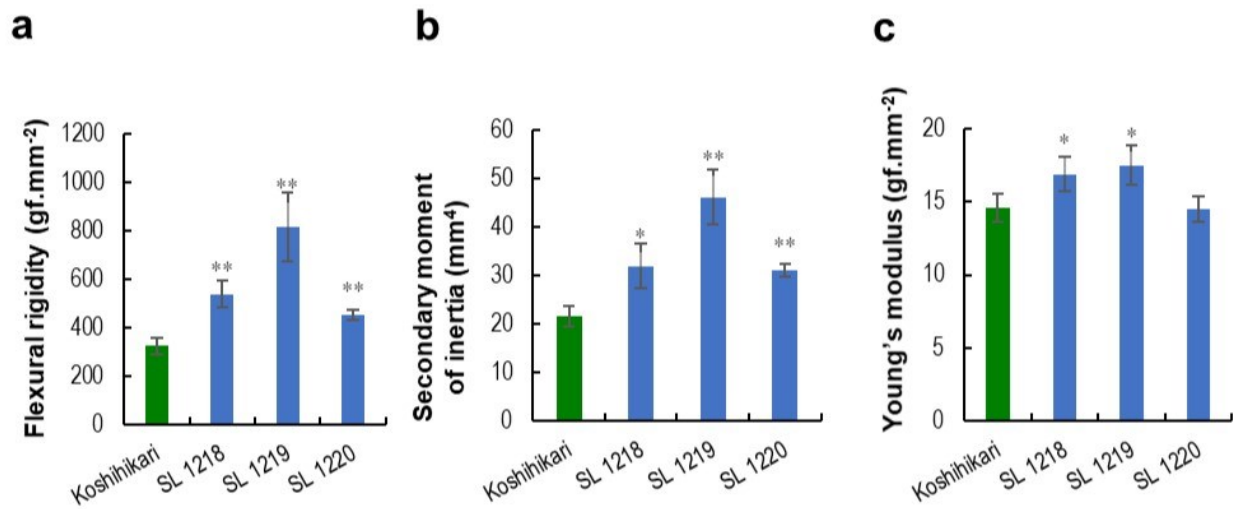 a
Flexural rigidity (gf.mm-2)
1200
1000
800
600
400
200
0
**
**
**
Koshihikari
SL 1218
SL 1219
SL 1220
b
Secondary moment
of inertia (mm4)
60
50
40
30
20
10
0
*
**
**
Koshihikari
SL 1218
SL 1219
SL 1220
c
Young's modulus (gf.mm-2)
20
15
10
5
0
*
*
Koshihikari
SL 1218
SL 1219
SL 1220